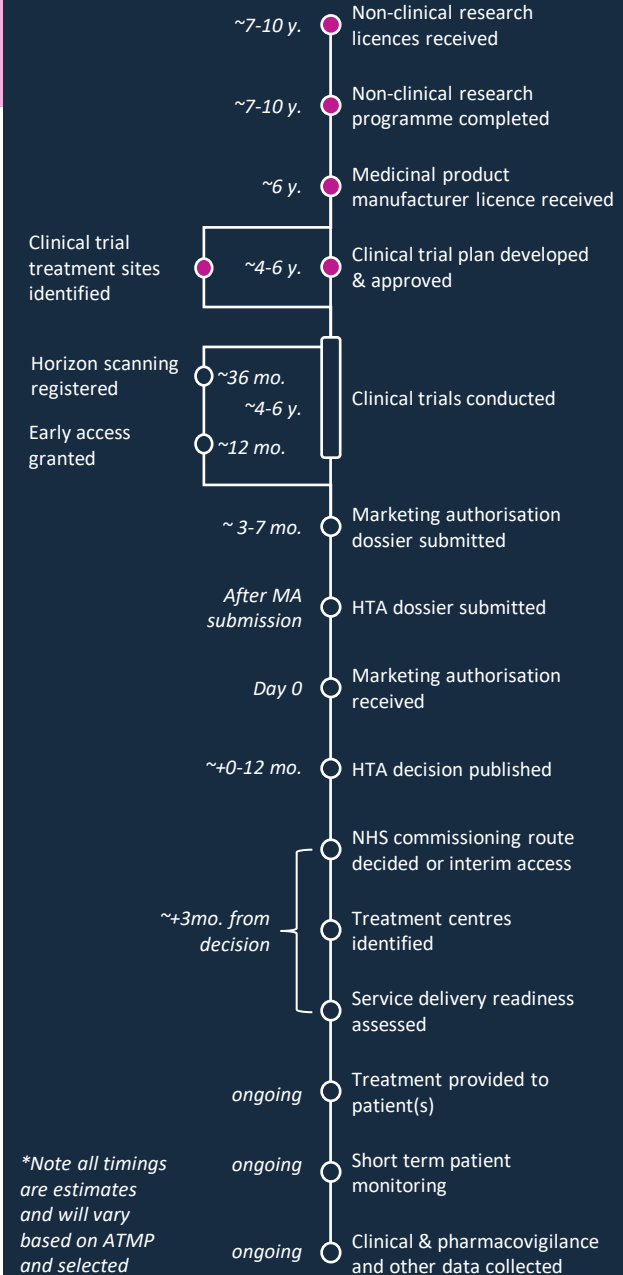 ~7-10 y.
Non-clinical research
licences received
~7-10 y.
Non-clinical research
programme completed
~6 y.
Medicinal product
manufacturer licence received
Clinical trial
treatment sites
identified
~4-6 y.
Clinical trial plan developed
& approved
Horizon scanning
registered
~36 mo.
~4-6 y.
Clinical trials conducted
Early access
granted
~12 mo.
~ 3-7 mo.
Marketing authorisation
dossier submitted
After MA
submission
HTA dossier submitted
Day 0
Marketing authorisation
received
~+0-12 mo.
HTA decision published
NHS commissioning route
decided or interim access
~+3mo. from
decision
Treatment centres
identified
Service delivery readiness
assessed
ongoing
Treatment provided to
patient(s)
ongoing
Short term patient
monitoring
ongoing
Clinical & pharmacovigilance
and other data collected
*Note all timings
are estimates
and will vary
based on ATMP
and selected